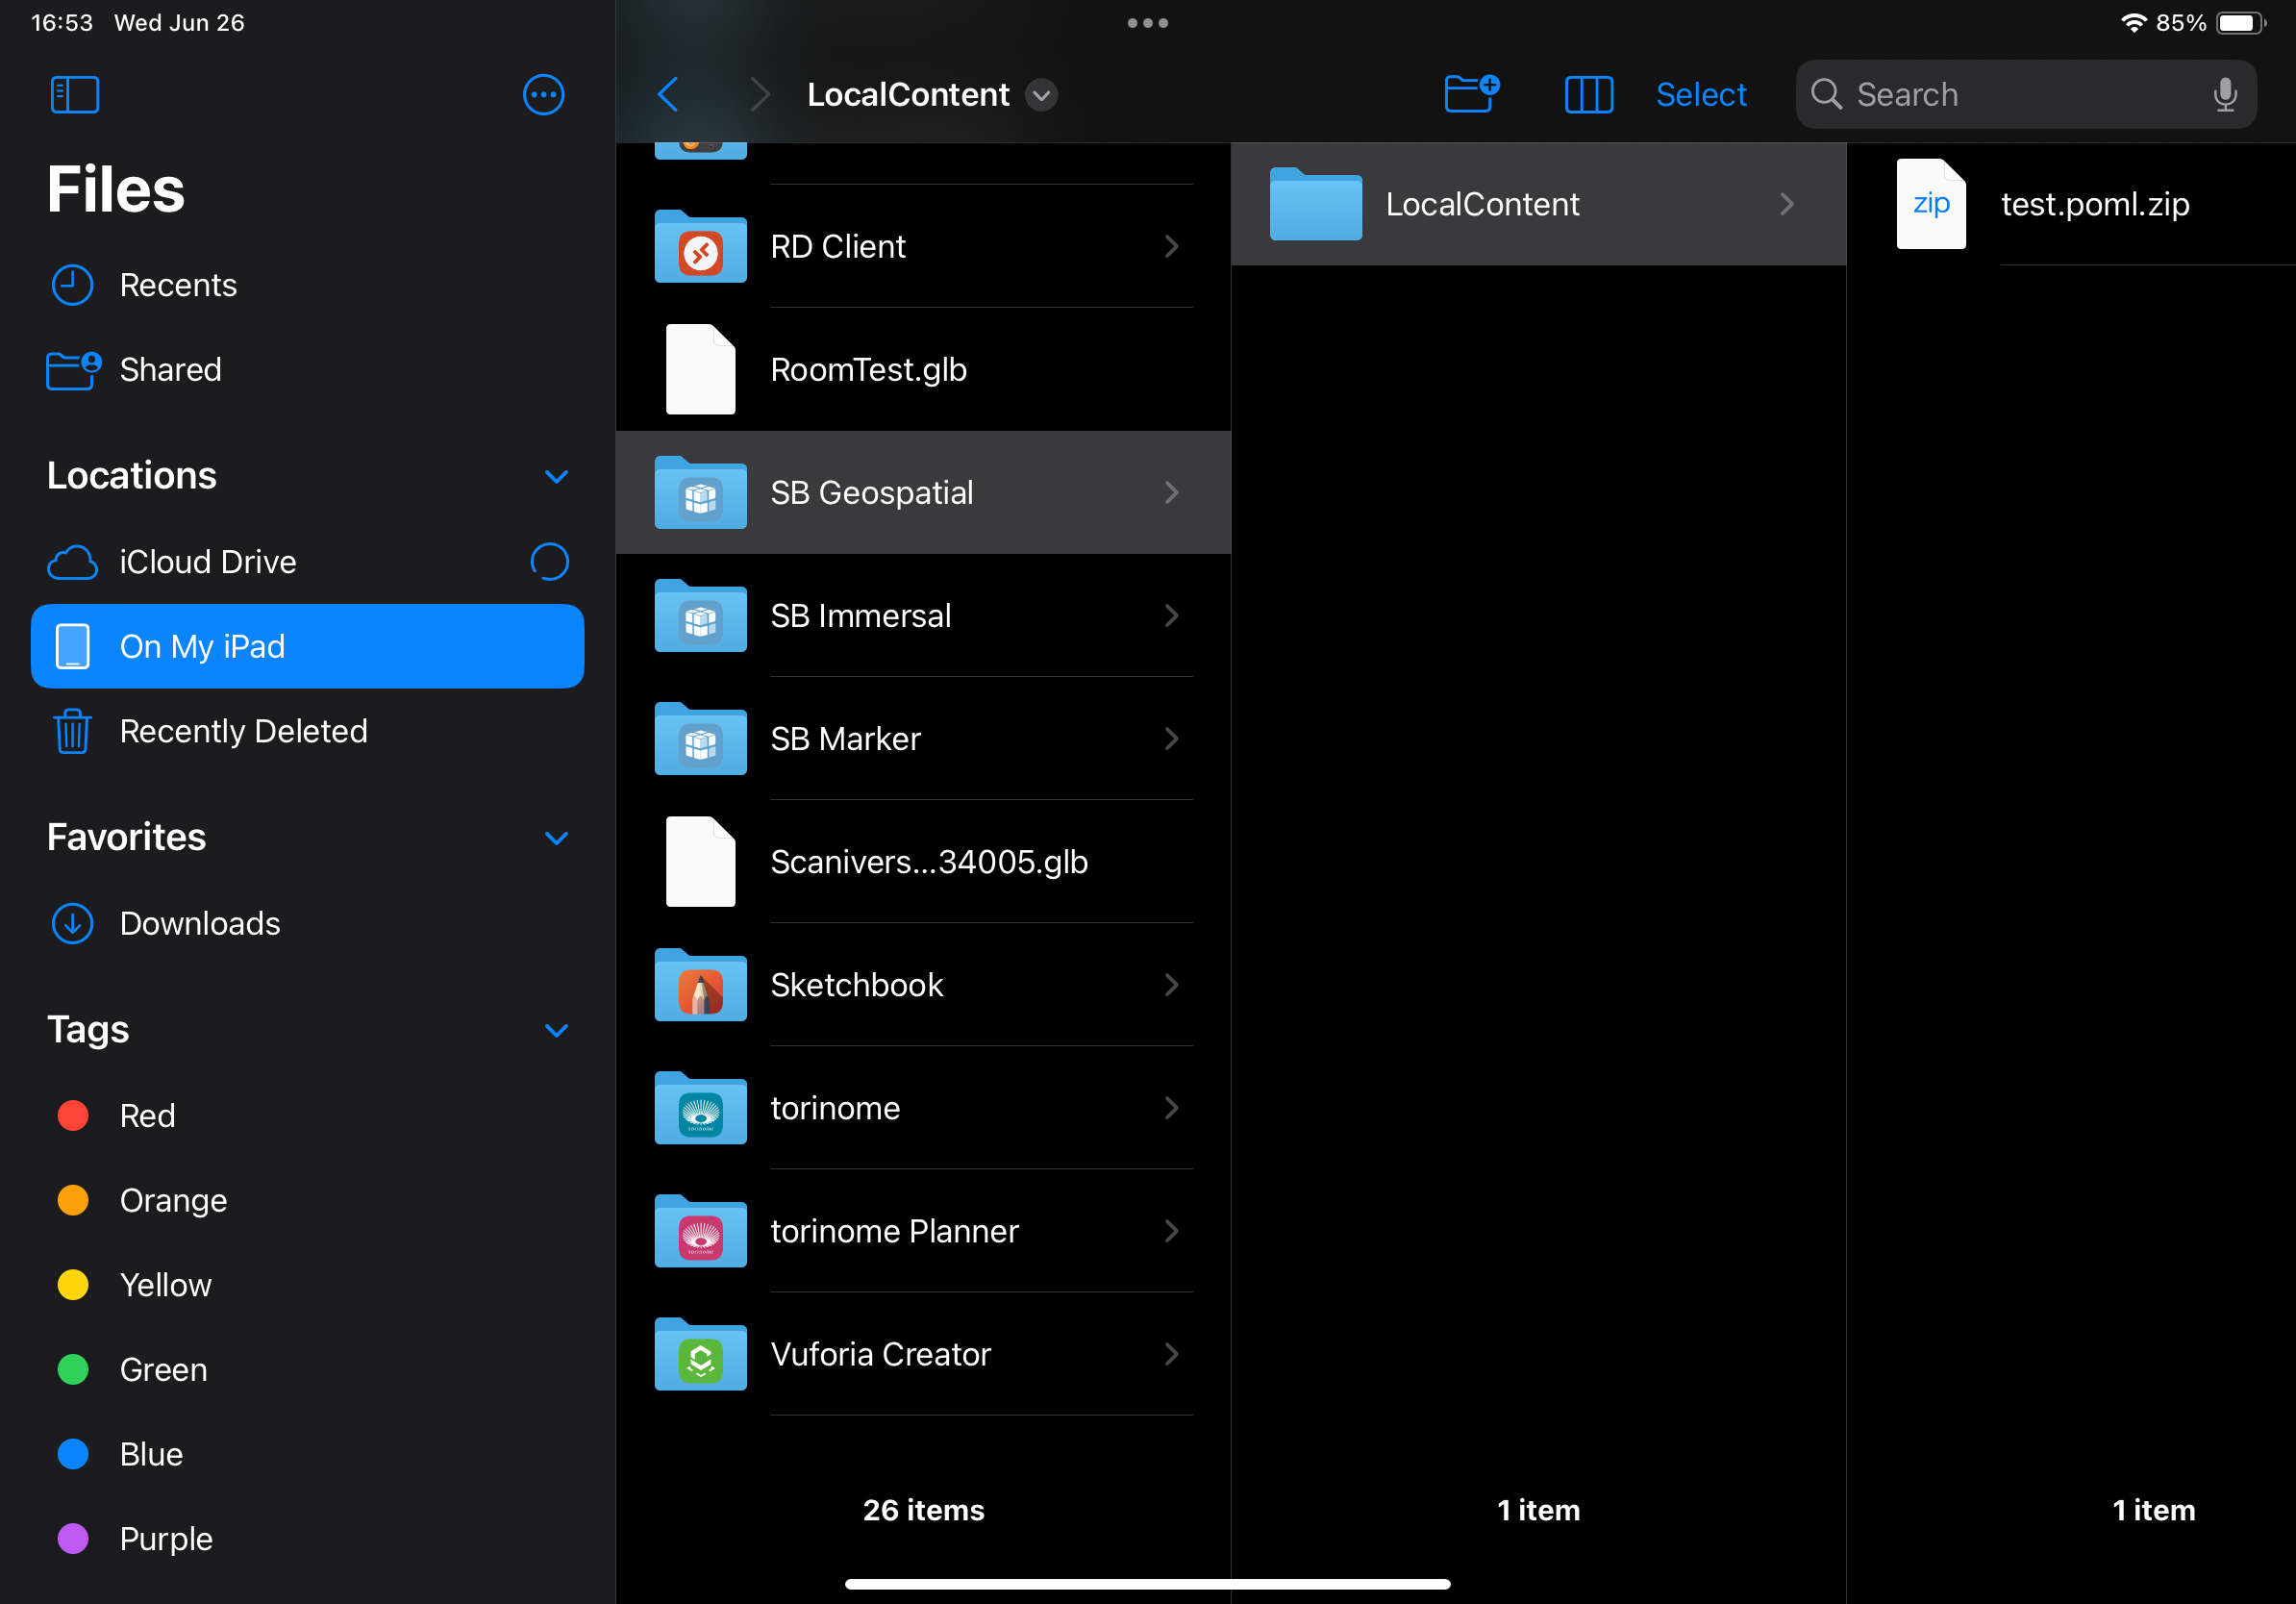 16:53 Wed Jun 26
85%
Files
Recents
Shared
Locations
iCloud Drive
On My iPad
Recently Deleted
Favorites
Downloads
Tags
Red
Orange
Yellow
Green
Blue
Purple
LocalContent
Select
Search
RD Client
RoomTest.glb
SB Geospatial
SB Immersal
SB Marker
Scanivers...34005.glb
Sketchbook
torinome
torinome Planner
Vuforia Creator
26 items
LocalContent
1 item
zip
test.poml.zip
1 item